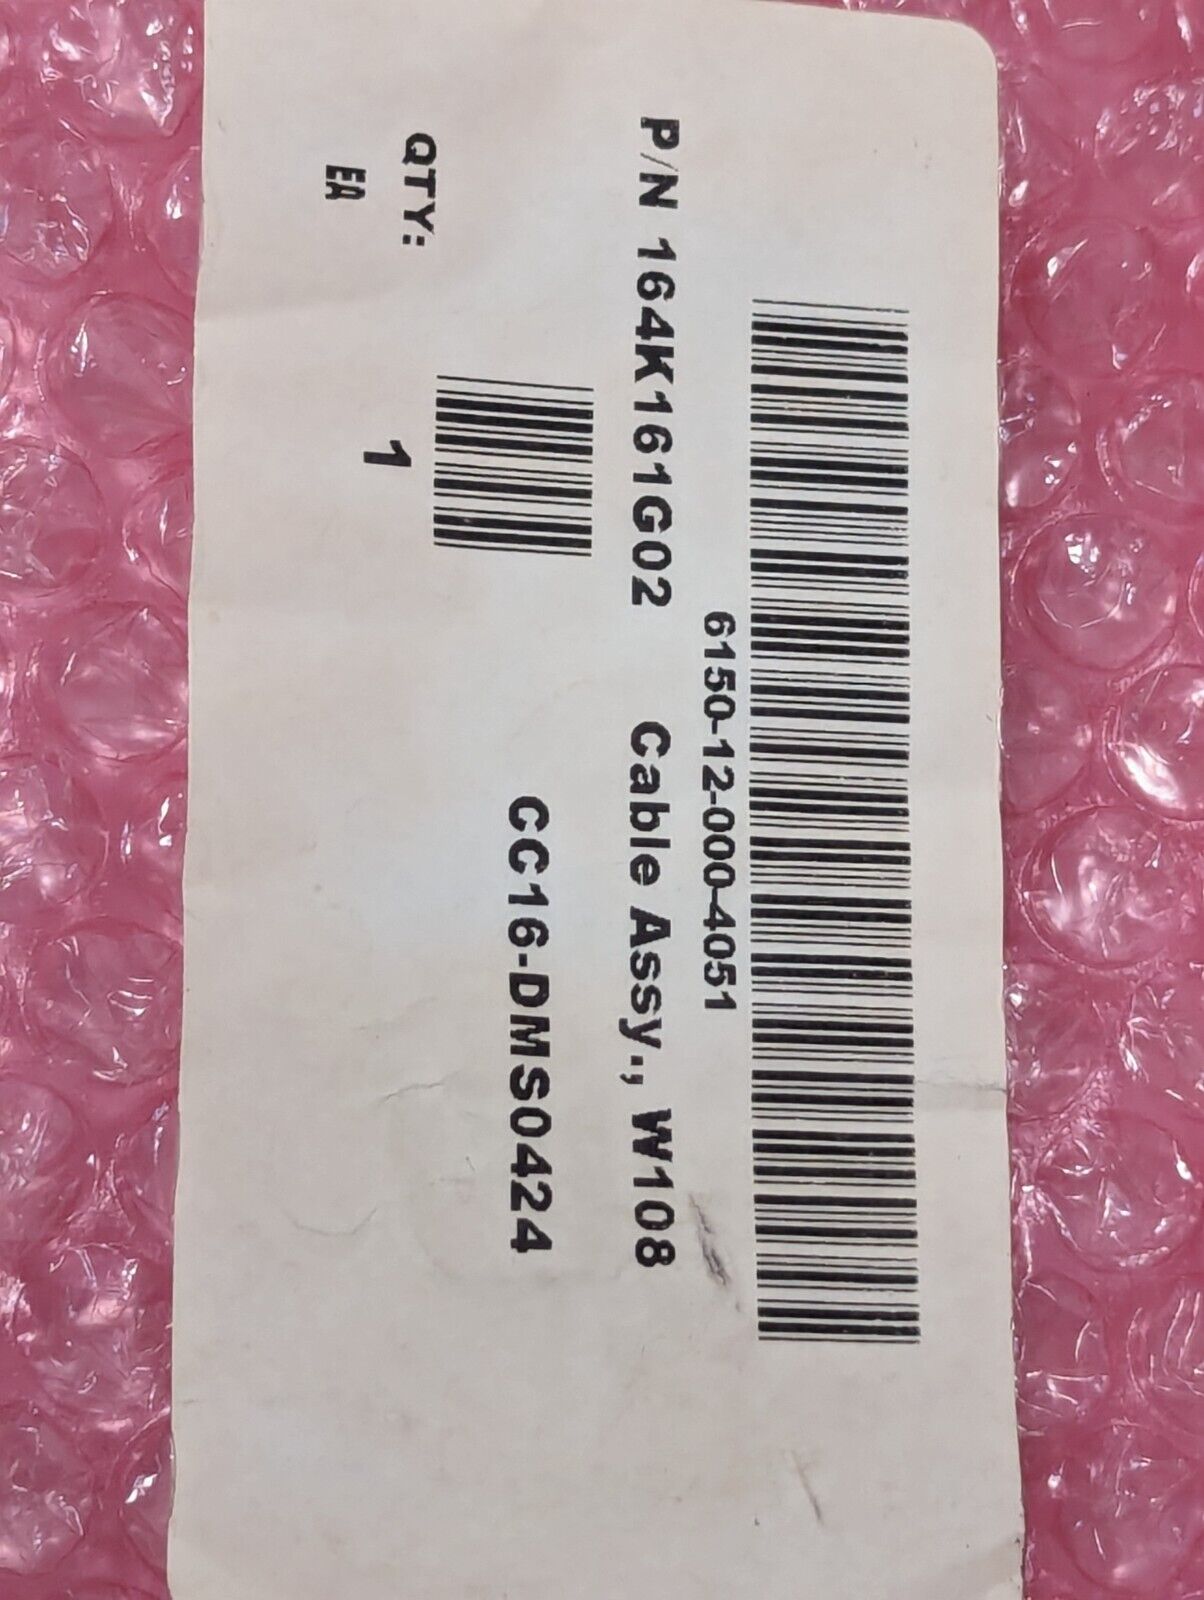 6150-12-000-4051
P/N 164K161G02 Cable Assy., W108
CC16-DMS0424
QTY: 1
EA